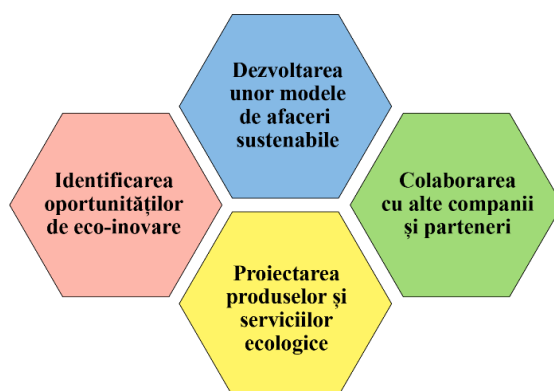 Dezvoltarea
unor modele
de afaceri
sustenabile
Identificarea
oportunităților
de eco-inovare
Colaborarea
cu alte companii
și parteneri
Proiectarea
produselor și
serviciilor
ecologice